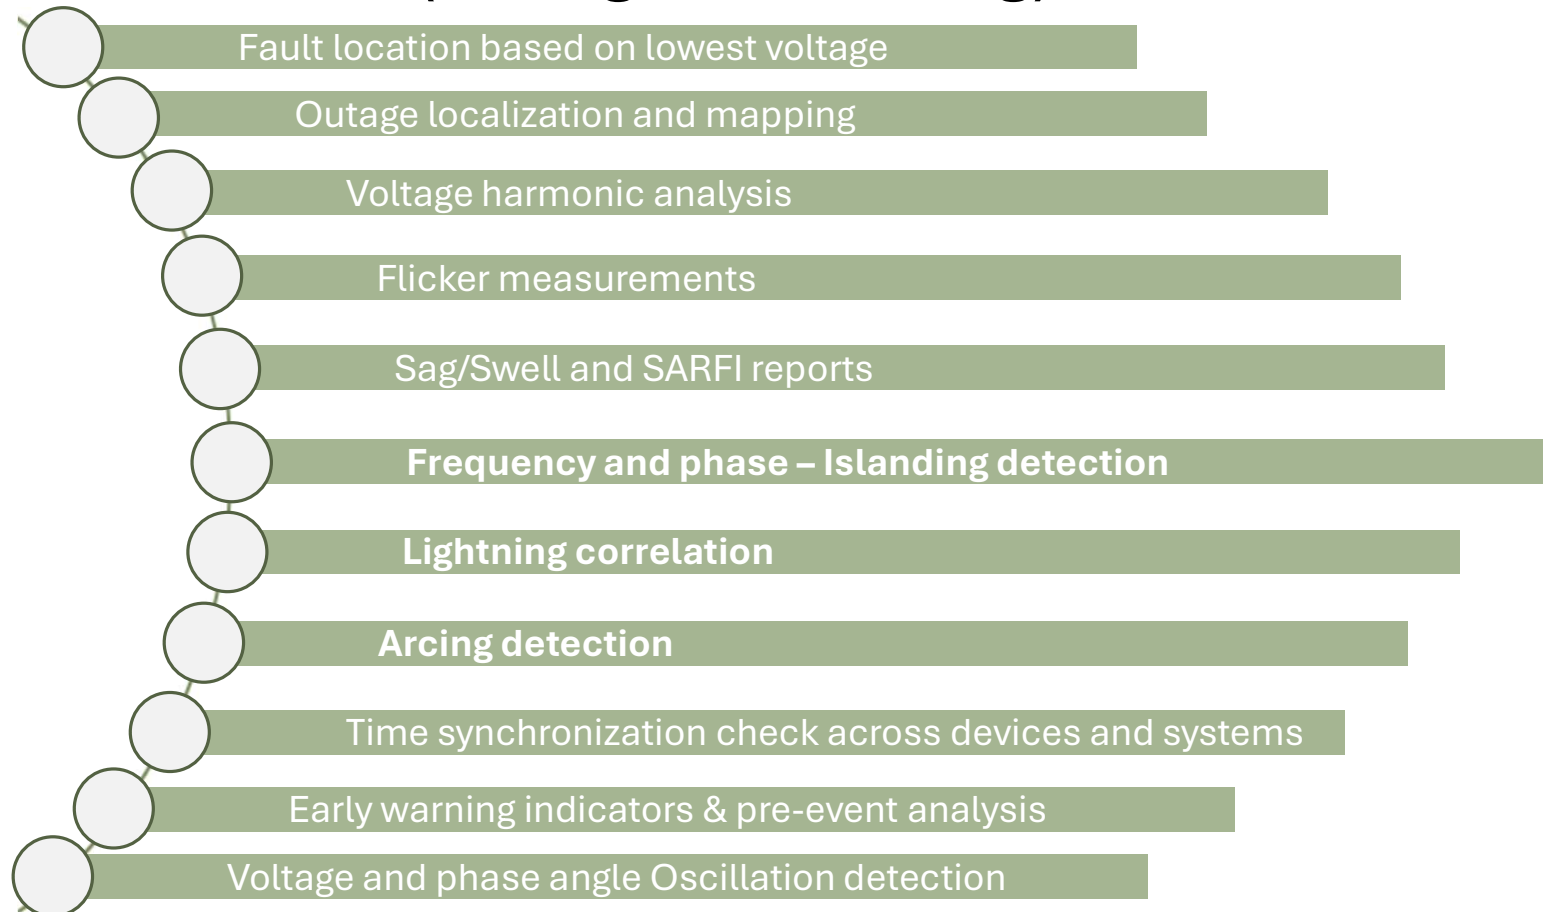 Fault location based on lowest voltage
Outage localization and mapping
Voltage harmonic analysis
Flicker measurements
Sag/Swell and SARFI reports
Frequency and phase – Islanding detection
Lightning correlation
Arcing detection
Time synchronization check across devices and systems
Early warning indicators & pre-event analysis
Voltage and phase angle Oscillation detection